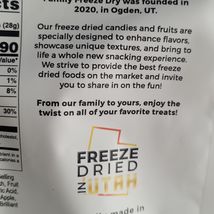 Family Freeze Dry was founded in
2020, in Ogden, UT.
Our freeze dried candies and fruits are
specially designed to enhance flavors,
showcase unique textures, and bring to
life a whole new snacking experience.
We strive to provide the best freeze
dried foods on the market and invite
you to share in on the fun!
From our family to yours, enjoy the
twist on all of your favorite treats!
FREEZE
DRIED
IN
UTAH
made in
cts
(28g)
90
Value*
0%
1%
8%
30%